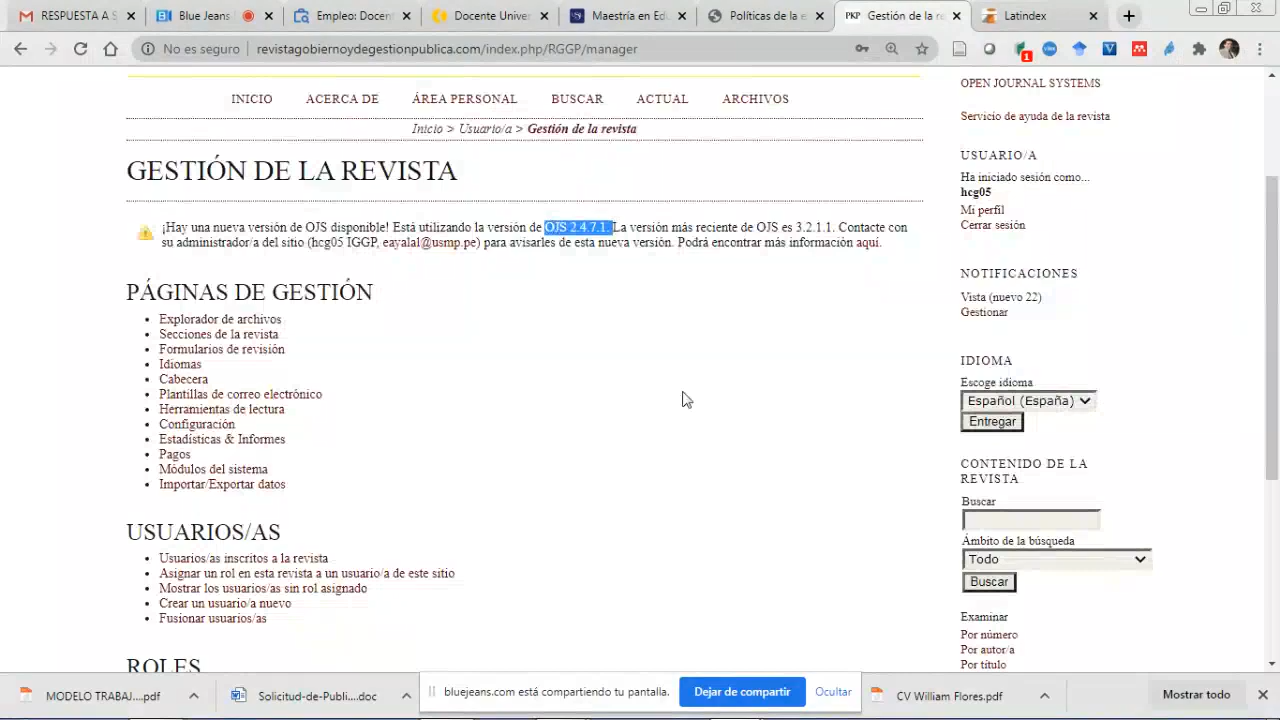 RESPUESTA A S
Blue Jeans
Empleo: Docen
Docente Unive
Maestría en Ed
Políticas de la e
PKP Gestión de la r
Latindex
No es seguro
revistagobiernoydegestionpublica.com/index.php/RGGP/manager
1
INICIO ACERCA DE ÁREA PERSONAL BUSCAR ACTUAL ARCHIVOS
Inicio > Usuario/a > Gestión de la revista
GESTIÓN DE LA REVISTA
¡Hay una nueva versión de OJS disponible! Está utilizando la versión de OJS 2.4.7.1. La versión más reciente de OJS es 3.2.1.1. Contacte con
su administrador/a del sitio (hcg05 IGGP, eayalal@usmp.pe) para avisarles de esta nueva versión. Podrá encontrar más información aquí.
PÁGINAS DE GESTIÓN
Explorador de archivos
Secciones de la revista
Formularios de revisión
Idiomas
Cabecera
Plantillas de correo electrónico
Herramientas de lectura
Configuración
Estadísticas & Informes
Pagos
Módulos del sistema
Importar/Exportar datos
USUARIOS/AS
Usuarios/as inscritos a la revista
Asignar un rol en esta revista a un usuario/a de este sitio
Mostrar los usuarios/as sin rol asignado
Crear un usuario/a nuevo
Fusionar usuarios/as
ROLES
OPEN JOURNAL SYSTEMS
Servicio de ayuda de la revista
USUARIO/A
Ha iniciado sesión como...
hcg05
Mi perfil
Cerrar sesión
NOTIFICACIONES
Vista (nuevo 22)
Gestionar
IDIOMA
Escoge idioma
Español (España)
Entregar
CONTENIDO DE LA
REVISTA
Buscar
Ámbito de la búsqueda
Todo
Buscar
Examinar
Por número
Por autor/a
Por título
MODELO TRABAJ....pdf
Solicitud-de-Publi....doc
bluejeans.com está compartiendo tu pantalla.
Dejar de compartir
Ocultar
CV William Flores.pdf
Mostrar todo